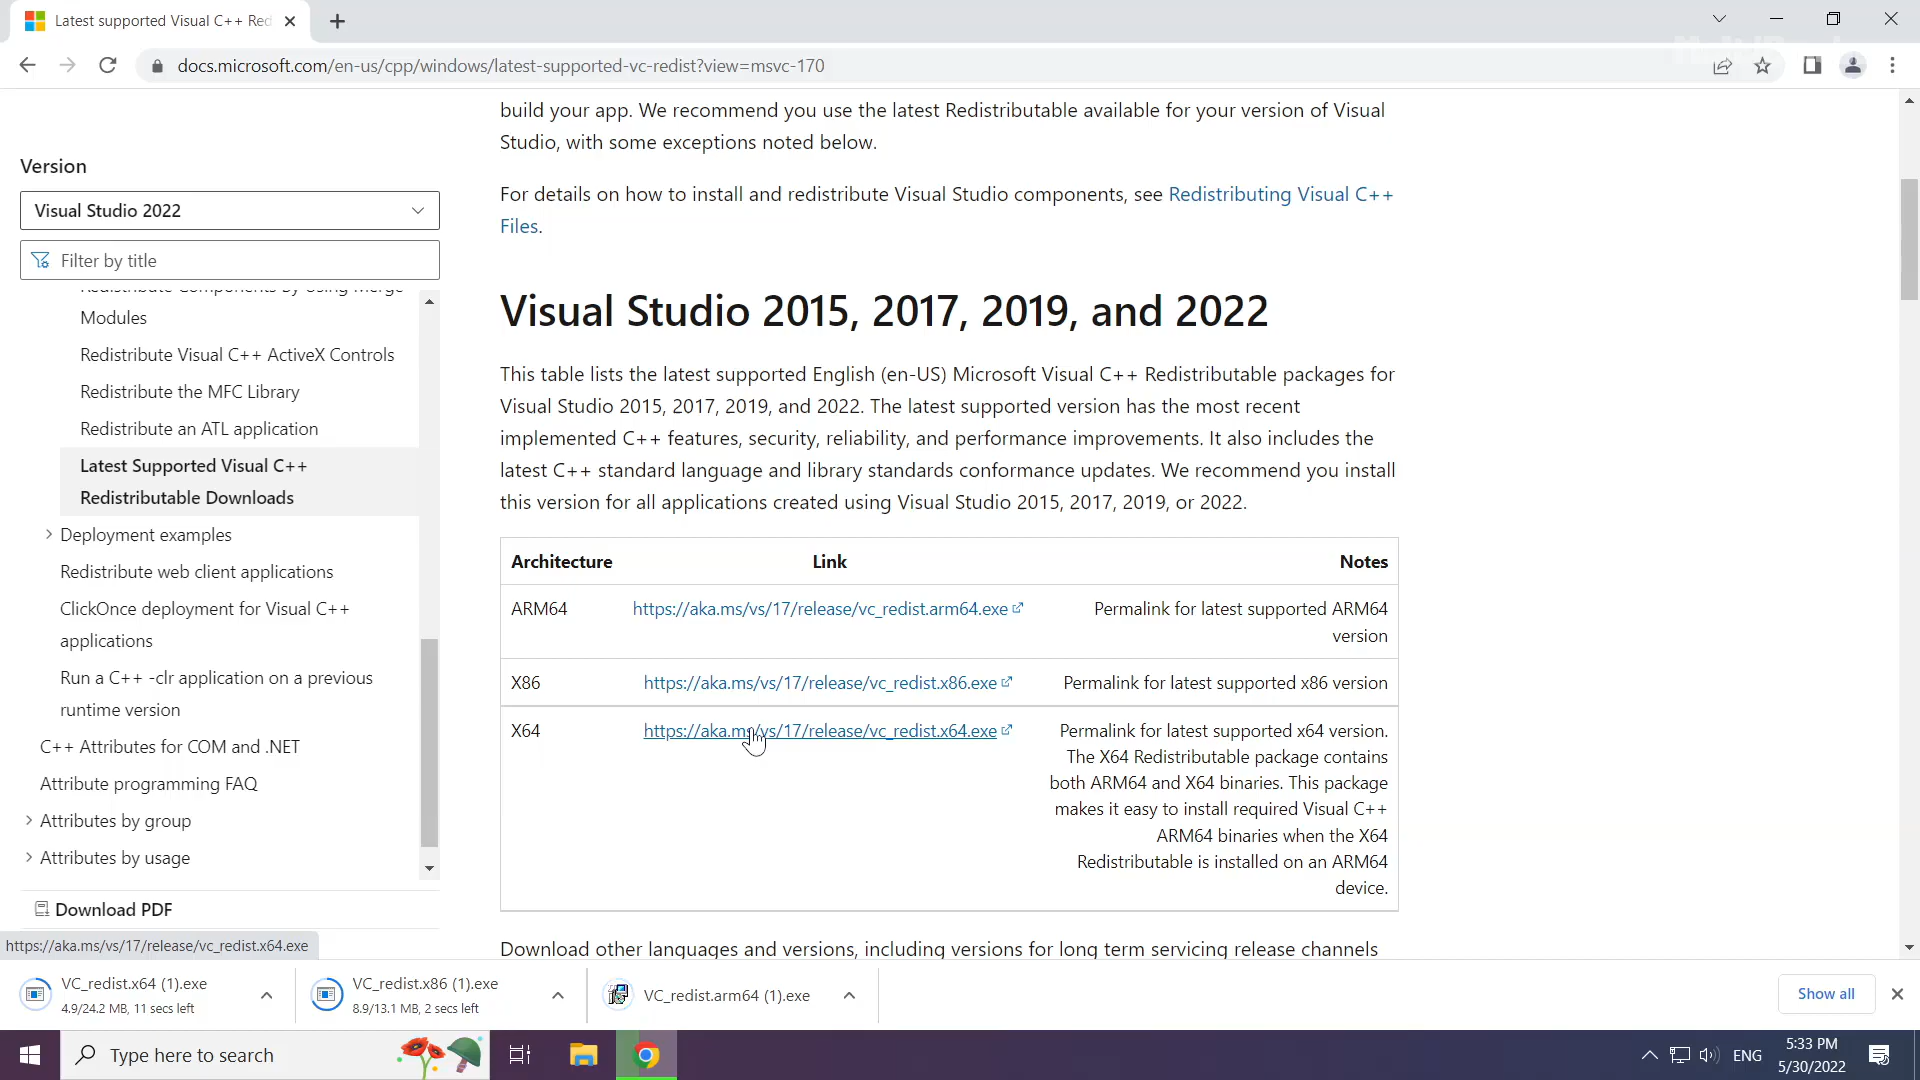 Latest supported Visual C++ Red
docs.microsoft.com/en-us/cpp/windows/latest-supported-vc-redist?view=msvc-170
build your app. We recommend you use the latest Redistributable available for your version of Visual
Studio, with some exceptions noted below.
For details on how to install and redistribute Visual Studio components, see Redistributing Visual C++
Files.
Version
Visual Studio 2022
Filter by title
Redistribute Components By Using Merge
Modules
Redistribute Visual C++ ActiveX Controls
Redistribute the MFC Library
Redistribute an ATL application
Latest Supported Visual C++
Redistributable Downloads
Deployment examples
Redistribute web client applications
ClickOnce deployment for Visual C++
applications
Run a C++ -clr application on a previous
runtime version
C++ Attributes for COM and .NET
Attribute programming FAQ
Attributes by group
Attributes by usage
Download PDF
https://aka.ms/vs/17/release/vc_redist.x64.exe
Visual Studio 2015, 2017, 2019, and 2022
This table lists the latest supported English (en-US) Microsoft Visual C++ Redistributable packages for
Visual Studio 2015, 2017, 2019, and 2022. The latest supported version has the most recent
implemented C++ features, security, reliability, and performance improvements. It also includes the
latest C++ standard language and library standards conformance updates. We recommend you install
this version for all applications created using Visual Studio 2015, 2017, 2019, or 2022.
Architecture Link Notes
ARM64 https://aka.ms/vs/17/release/vc_redist.arm64.exe Permalink for latest supported ARM64
version
X86 https://aka.ms/vs/17/release/vc_redist.x86.exe Permalink for latest supported x86 version
X64 https://aka.ms/vs/17/release/vc_redist.x64.exe Permalink for latest supported x64 version.
The X64 Redistributable package contains
both ARM64 and X64 binaries. This package
makes it easy to install required Visual C++
ARM64 binaries when the X64
Redistributable is installed on an ARM64
device.
Download other languages and versions, including versions for long term servicing release channels
VC_redist.x64 (1).exe
4.9/24.2 MB, 11 secs left
VC_redist.x86 (1).exe
8.9/13.1 MB, 2 secs left
VC_redist.arm64 (1).exe
Show all
Type here to search
ENG
5:33 PM
5/30/2022